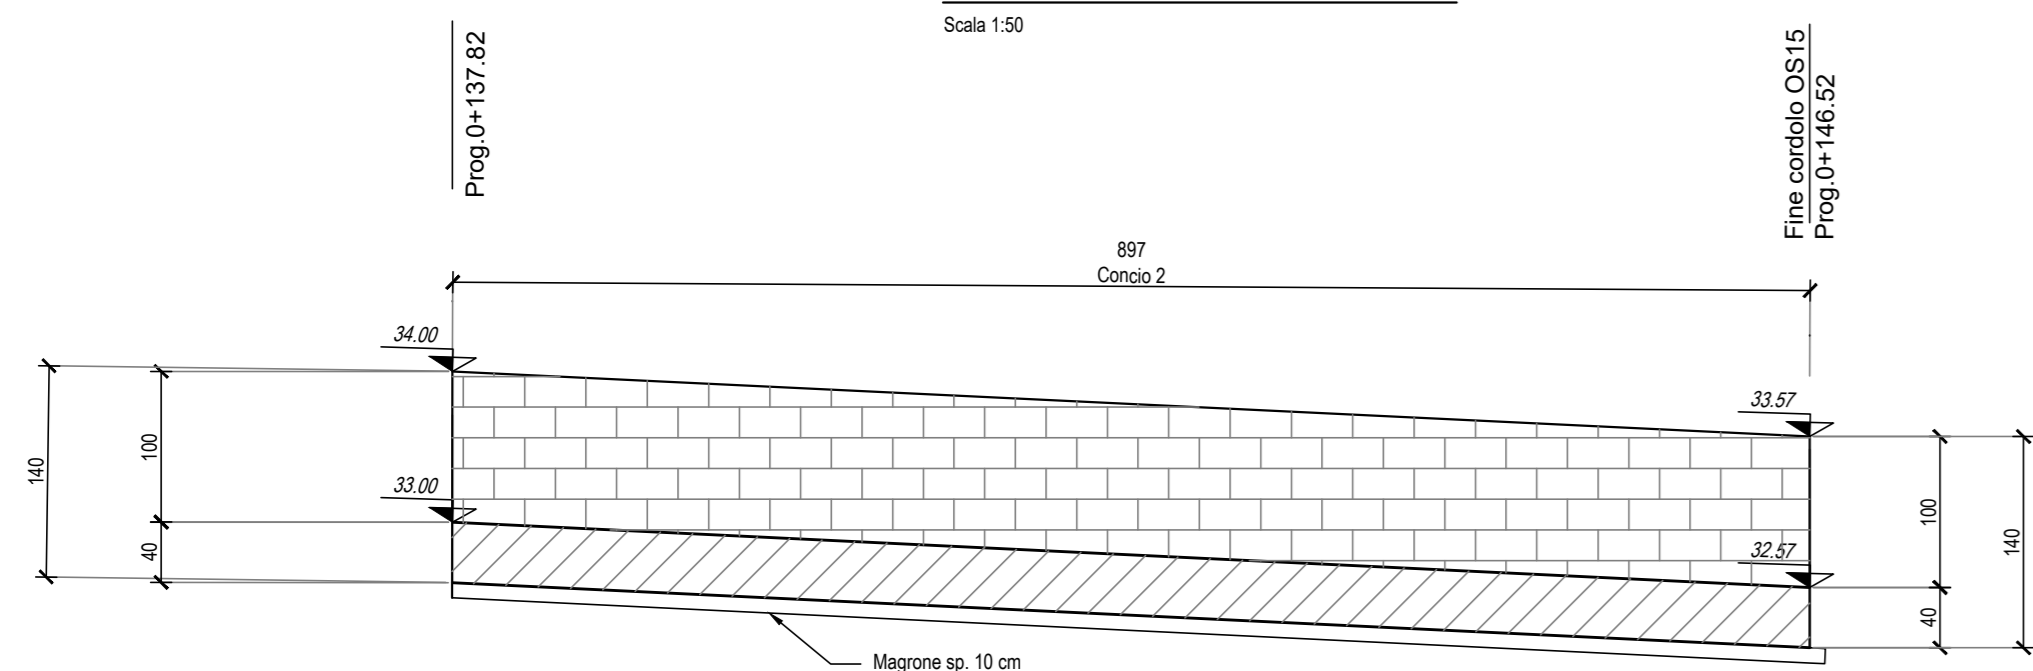 Scala 1:50
Prog.0+137.82
Fine cordolo OS15
Prog.0+146.52
897
Concio 2
34.00
33.57
140
100
33.00
40
100
140
32.57
40
Magrone sp. 10 cm